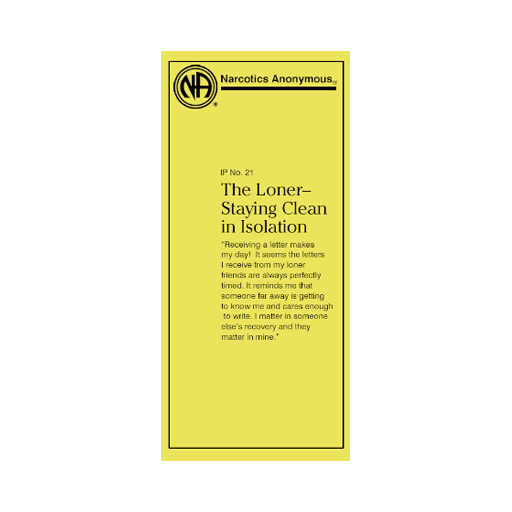 NA
®
Narcotics Anonymous
IP No. 21
The Loner–
Staying Clean
in Isolation
"Receiving a letter makes
my day! It seems the letters
I receive from my loner
friends are always perfectly
timed. It reminds me that
someone far away is getting
to know me and cares enough
to write. I matter in someone
else's recovery and they
matter in mine."